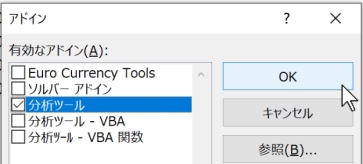 アドイン ? ×
有効なアドイン(A):
Euro Currency Tools
ソルバー アドイン
分析ツール
分析ツール - VBA
分析ﾂｰﾙ - VBA 関数
OK
キャンセル
参照(B)...